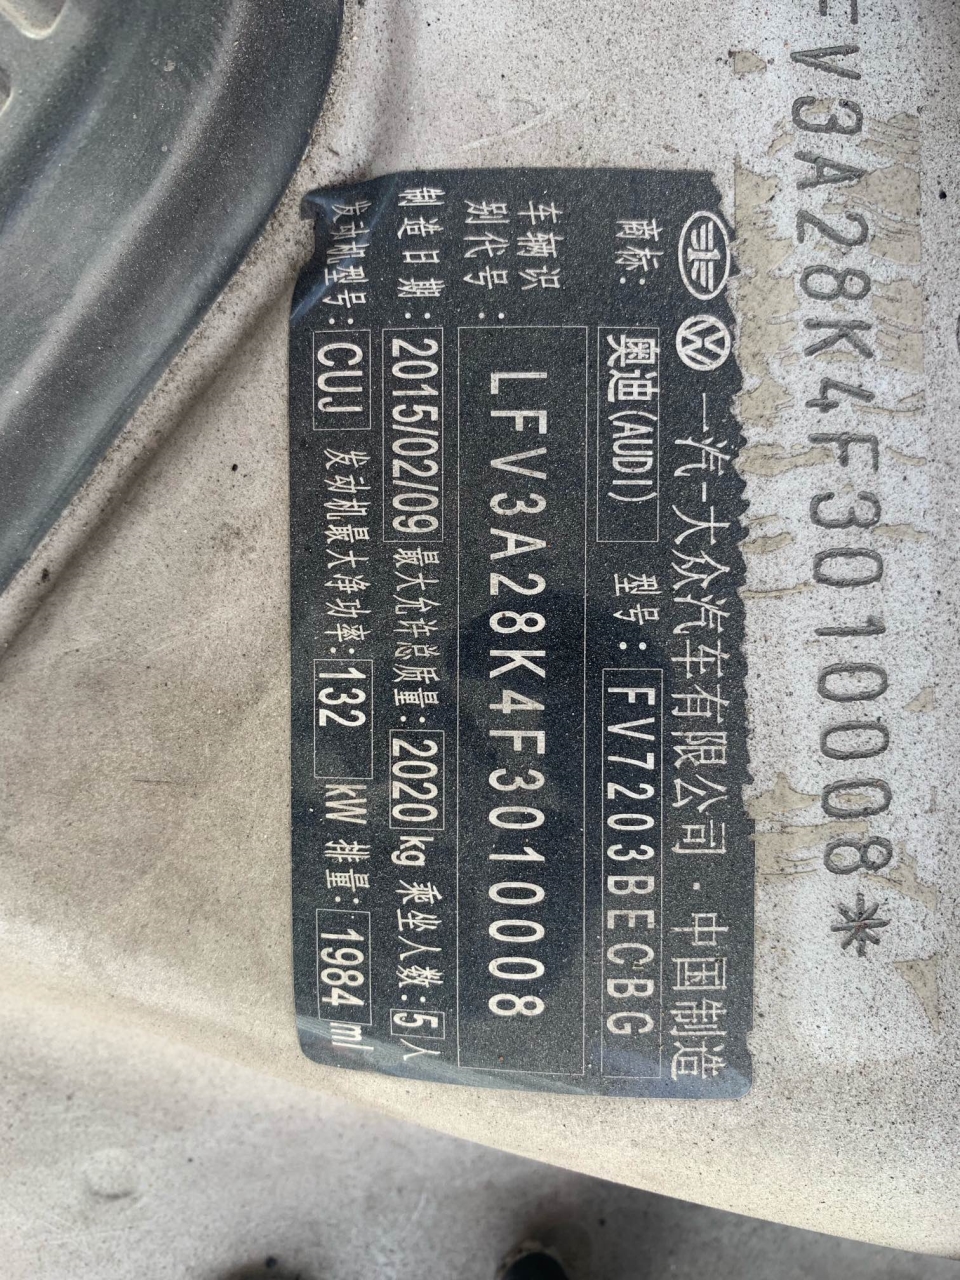 FV3A28K4F3010008*
一汽-大众汽车有限公司·中国制造
商标: 奥迪(AUDI) 型号: FV7203BECBG
车辆识
别代号: LFV3A28K4F3010008
制造日期: 2015/02/09 最大允许总质量: 2020 kg 乘坐人数: 5 人
发动机型号: CUJ 发动机最大净功率: 132 kW 排量: 1984 ml